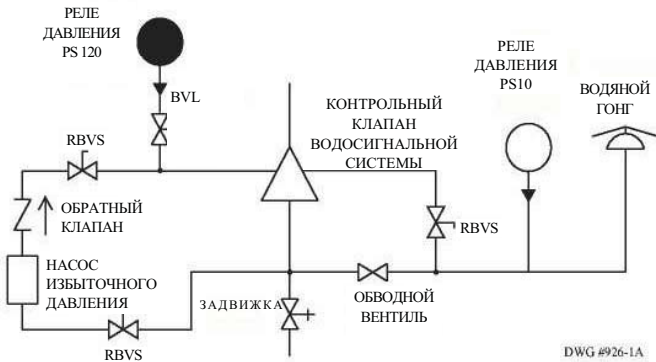 РЕЛЕ
ДАВЛЕНИЯ
PS 120
BVL
RBVS
КОНТРОЛЬНЫЙ
КЛАПАН
ВОДОСИГНАЛЬНОЙ
СИСТЕМЫ
РЕЛЕ
ДАВЛЕНИЯ
PS10
ВОДЯНОЙ
ГОНГ
ОБРАТНЫЙ
КЛАПАН
RBVS
НАСОС
ИЗБЫТОЧНОГО
ДАВЛЕНИЯ
ЗАДВИЖКА
ОБВОДНОЙ
ВЕНТИЛЬ
RBVS
DWG #926-1A